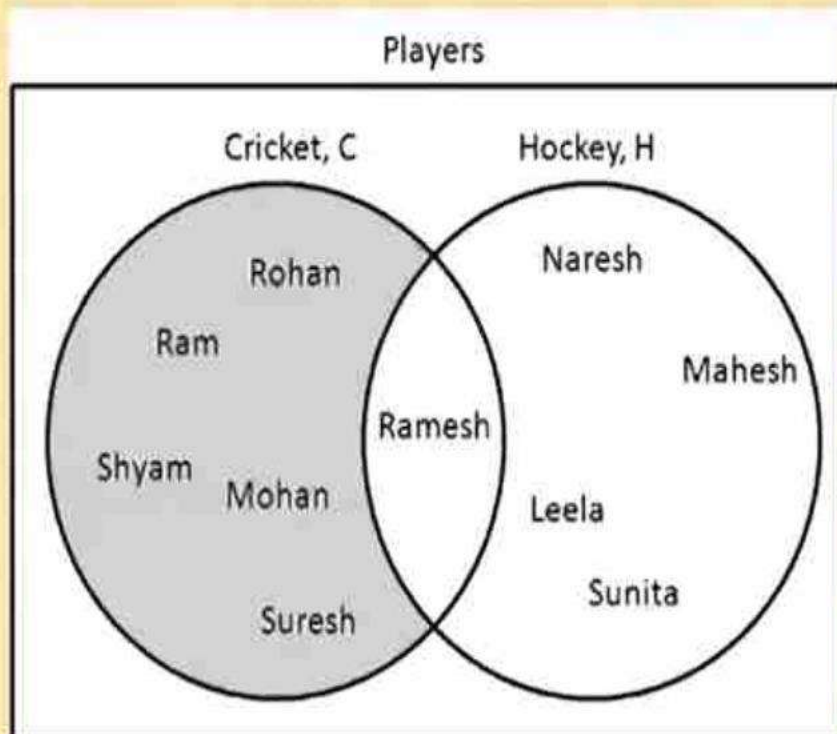 Players
Cricket, C
Hockey, H
Rohan
Naresh
Ram
Mahesh
Ramesh
Shyam
Mohan
Leela
Sunita
Suresh